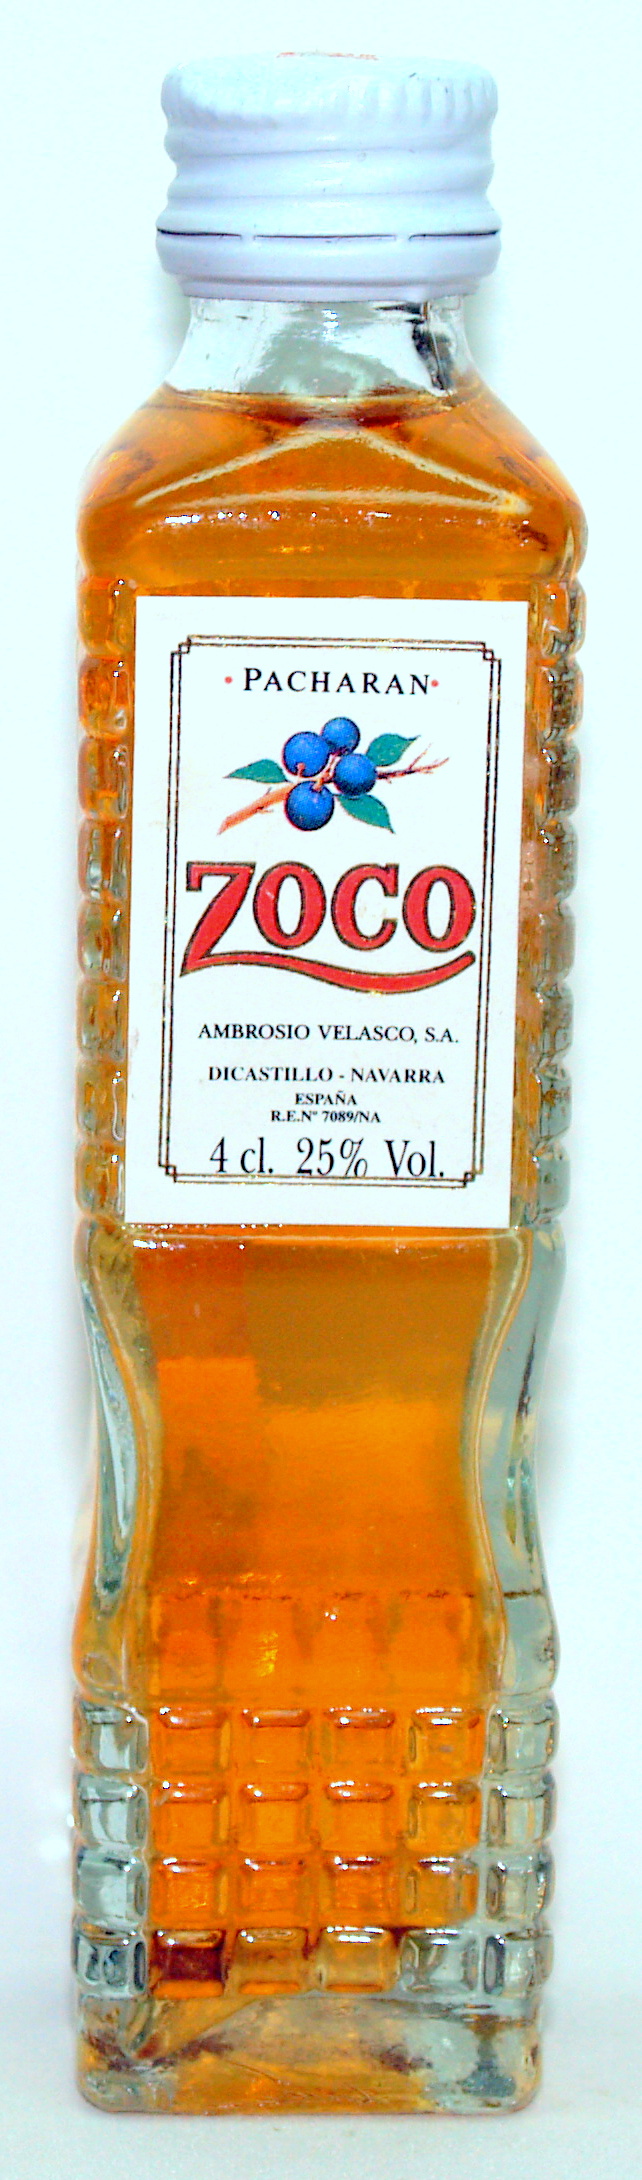 PACHARAN
ZOCO
AMBROSIO VELASCO, S.A.
DICASTILLO - NAVARRA
ESPAÑA
R.E.Nº 7089/NA
4 cl. 25% Vol.